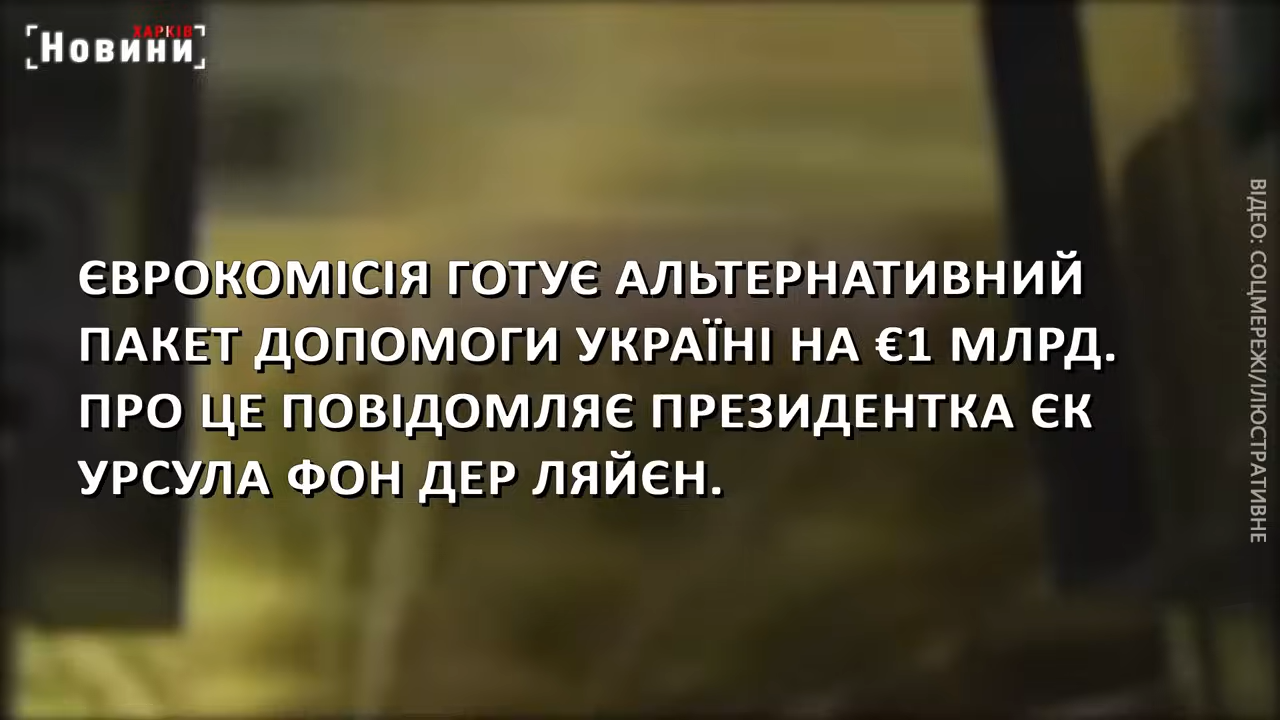 ХАРКІВ
Новини
ЄВРОКОМІСІЯ ГОТУЄ АЛЬТЕРНАТИВНИЙ
ПАКЕТ ДОПОМОГИ УКРАЇНІ НА €1 МЛРД.
ПРО ЦЕ ПОВІДОМЛЯЄ ПРЕЗИДЕНТКА ЄК
УРСУЛА ФОН ДЕР ЛЯЙЄН.
ВІДЕО: СОЦМЕРЕЖІ/ІЛЮСТРАТИВНЕ